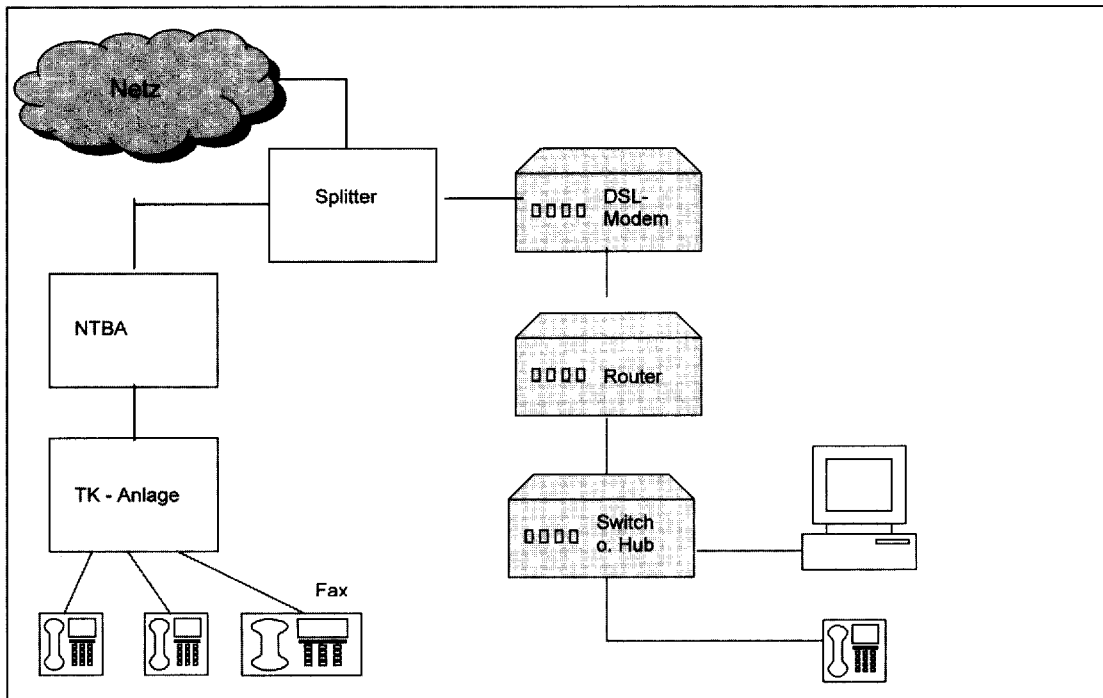 Netz
Splitter
DSL-
Modem
NTBA
Router
TK - Anlage
Switch
o. Hub
Fax